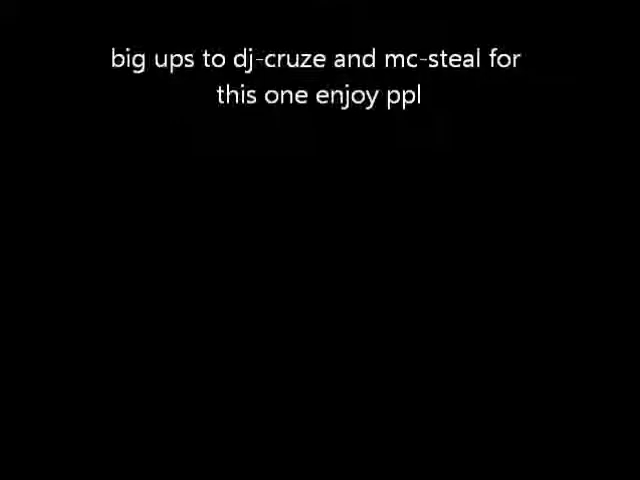 big ups to dj-cruze and mc-steal for
this one enjoy ppl